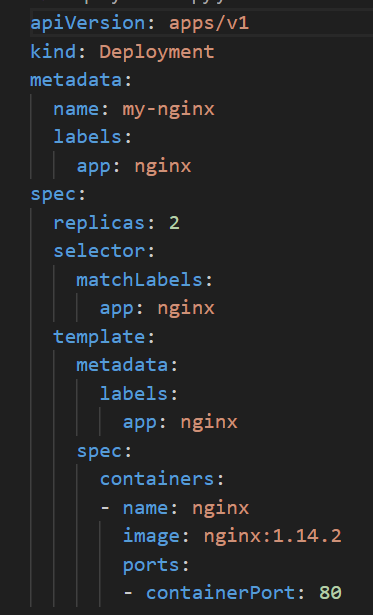 apiVersion: apps/v1
kind: Deployment
metadata:
  name: my-nginx
  labels:
    app: nginx
spec:
  replicas: 2
  selector:
    matchLabels:
      app: nginx
  template:
    metadata:
      labels:
        app: nginx
    spec:
      containers:
      - name: nginx
        image: nginx:1.14.2
        ports:
        - containerPort: 80